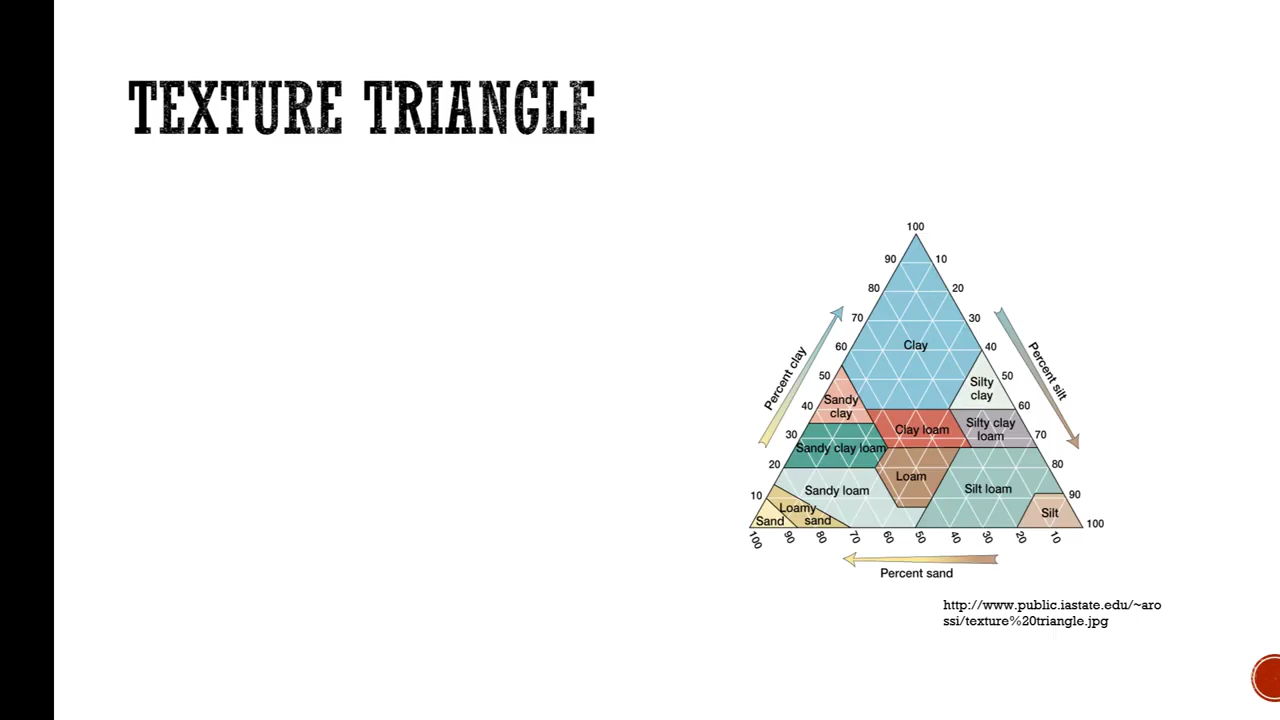 TEXTURE TRIANGLE
100
90
10
80
20
70
30
60
Clay
40
50
50
Percent clay
Percent silt
Silty
clay
Sandy
clay
40
60
Clay loam
Silty clay
loam
30
70
Sandy clay loam
20
80
Loam
Sandy loam
Silt loam
10
90
Loamy
sand
Sand
Silt
100
100
90
80
70
60
50
40
30
20
10
Percent sand
http://www.public.iastate.edu/~aro
ssi/texture%20triangle.jpg